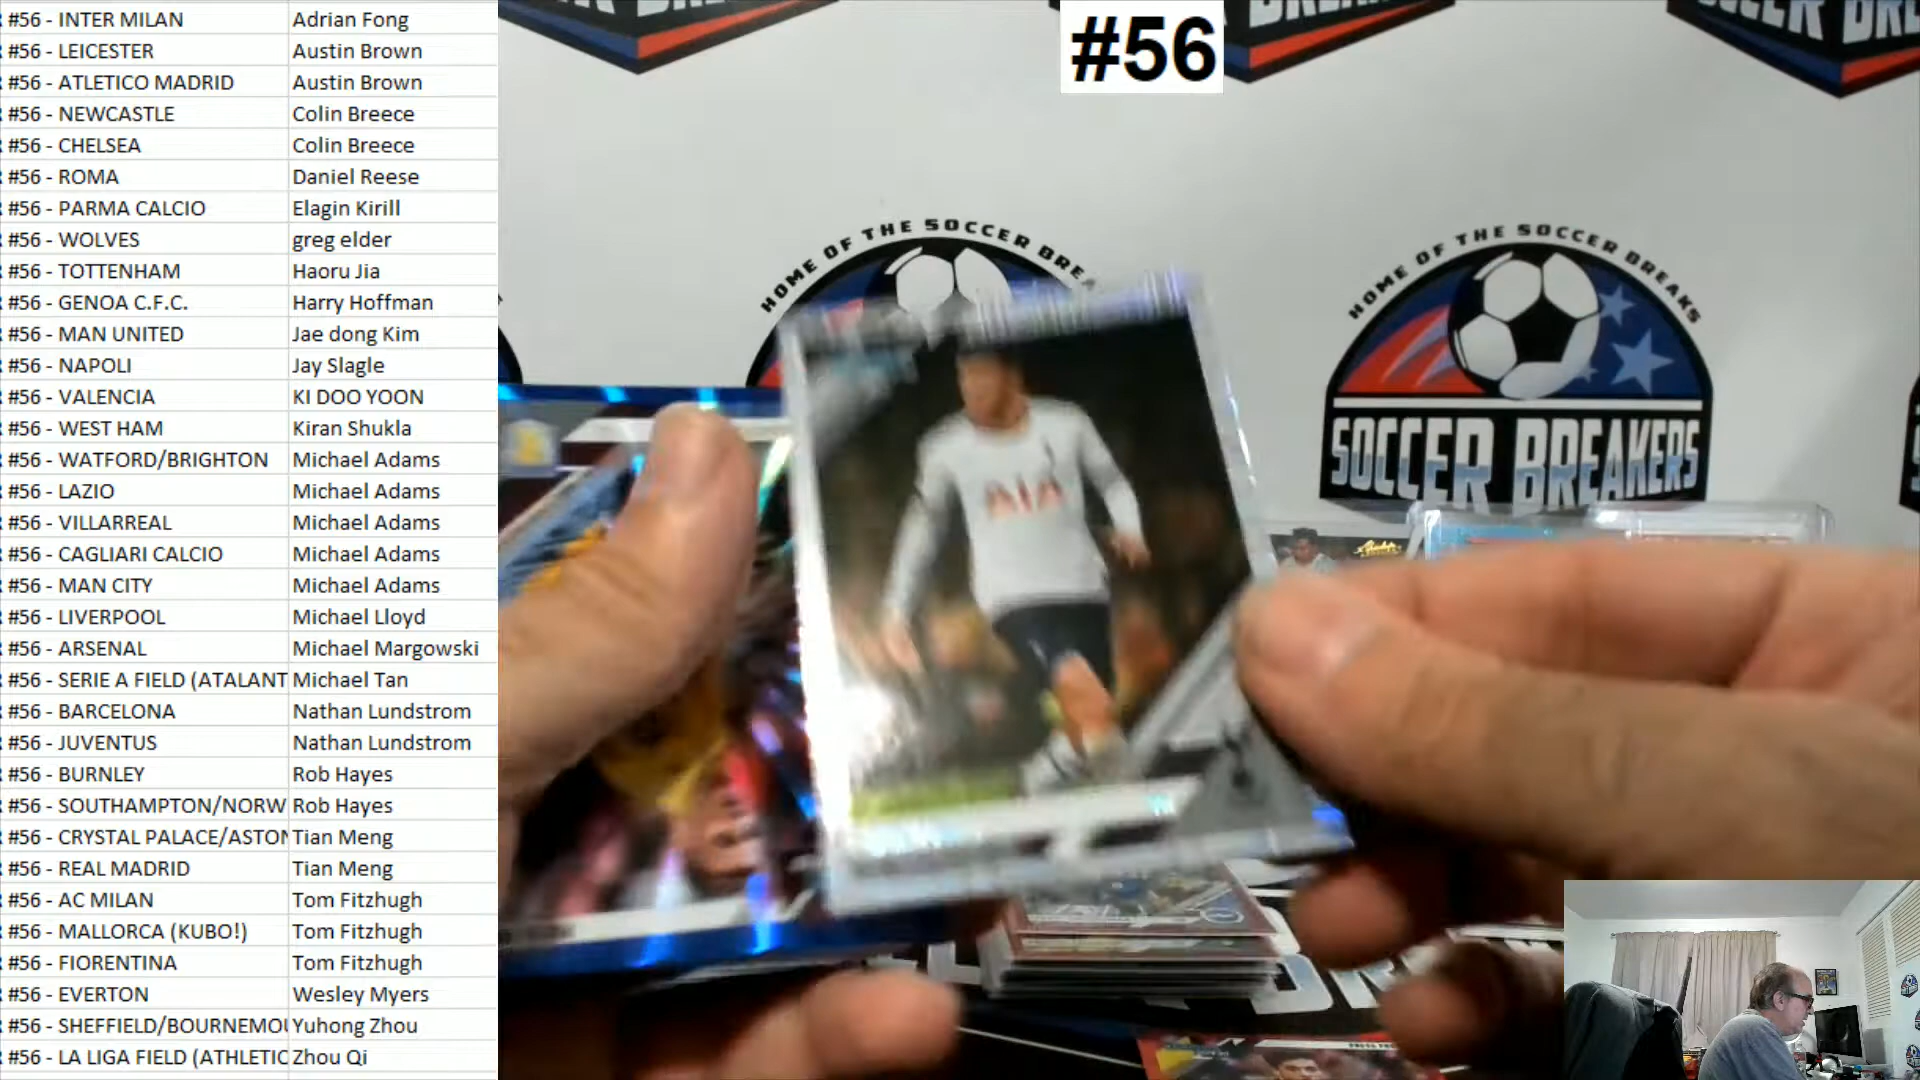 #56 - INTER MILAN Adrian Fong
#56 - LEICESTER Austin Brown
#56 - ATLETICO MADRID Austin Brown
#56 - NEWCASTLE Colin Breece
#56 - CHELSEA Colin Breece
#56 - ROMA Daniel Reese
#56 - PARMA CALCIO Elagin Kirill
#56 - WOLVES greg elder
#56 - TOTTENHAM Haoru Jia
#56 - GENOA C.F.C. Harry Hoffman
#56 - MAN UNITED Jae dong Kim
#56 - NAPOLI Jay Slagle
#56 - VALENCIA KI DOO YOON
#56 - WEST HAM Kiran Shukla
#56 - WATFORD/BRIGHTON Michael Adams
#56 - LAZIO Michael Adams
#56 - VILLARREAL Michael Adams
#56 - CAGLIARI CALCIO Michael Adams
#56 - MAN CITY Michael Adams
#56 - LIVERPOOL Michael Lloyd
#56 - ARSENAL Michael Margowski
#56 - SERIE A FIELD (ATALANT Michael Tan
#56 - BARCELONA Nathan Lundstrom
#56 - JUVENTUS Nathan Lundstrom
#56 - BURNLEY Rob Hayes
#56 - SOUTHAMPTON/NORW Rob Hayes
#56 - CRYSTAL PALACE/ASTON Tian Meng
#56 - REAL MADRID Tian Meng
#56 - AC MILAN Tom Fitzhugh
#56 - MALLORCA (KUBO!) Tom Fitzhugh
#56 - FIORENTINA Tom Fitzhugh
#56 - EVERTON Wesley Myers
#56 - SHEFFIELD/BOURNEMOU Yuhong Zhou
#56 - LA LIGA FIELD (ATHLETIC Zhou Qi
#56
HOME OF THE SOCCER BREA
HOME OF THE SOCCER BREAKS
SOCCER BREAKERS
AIA